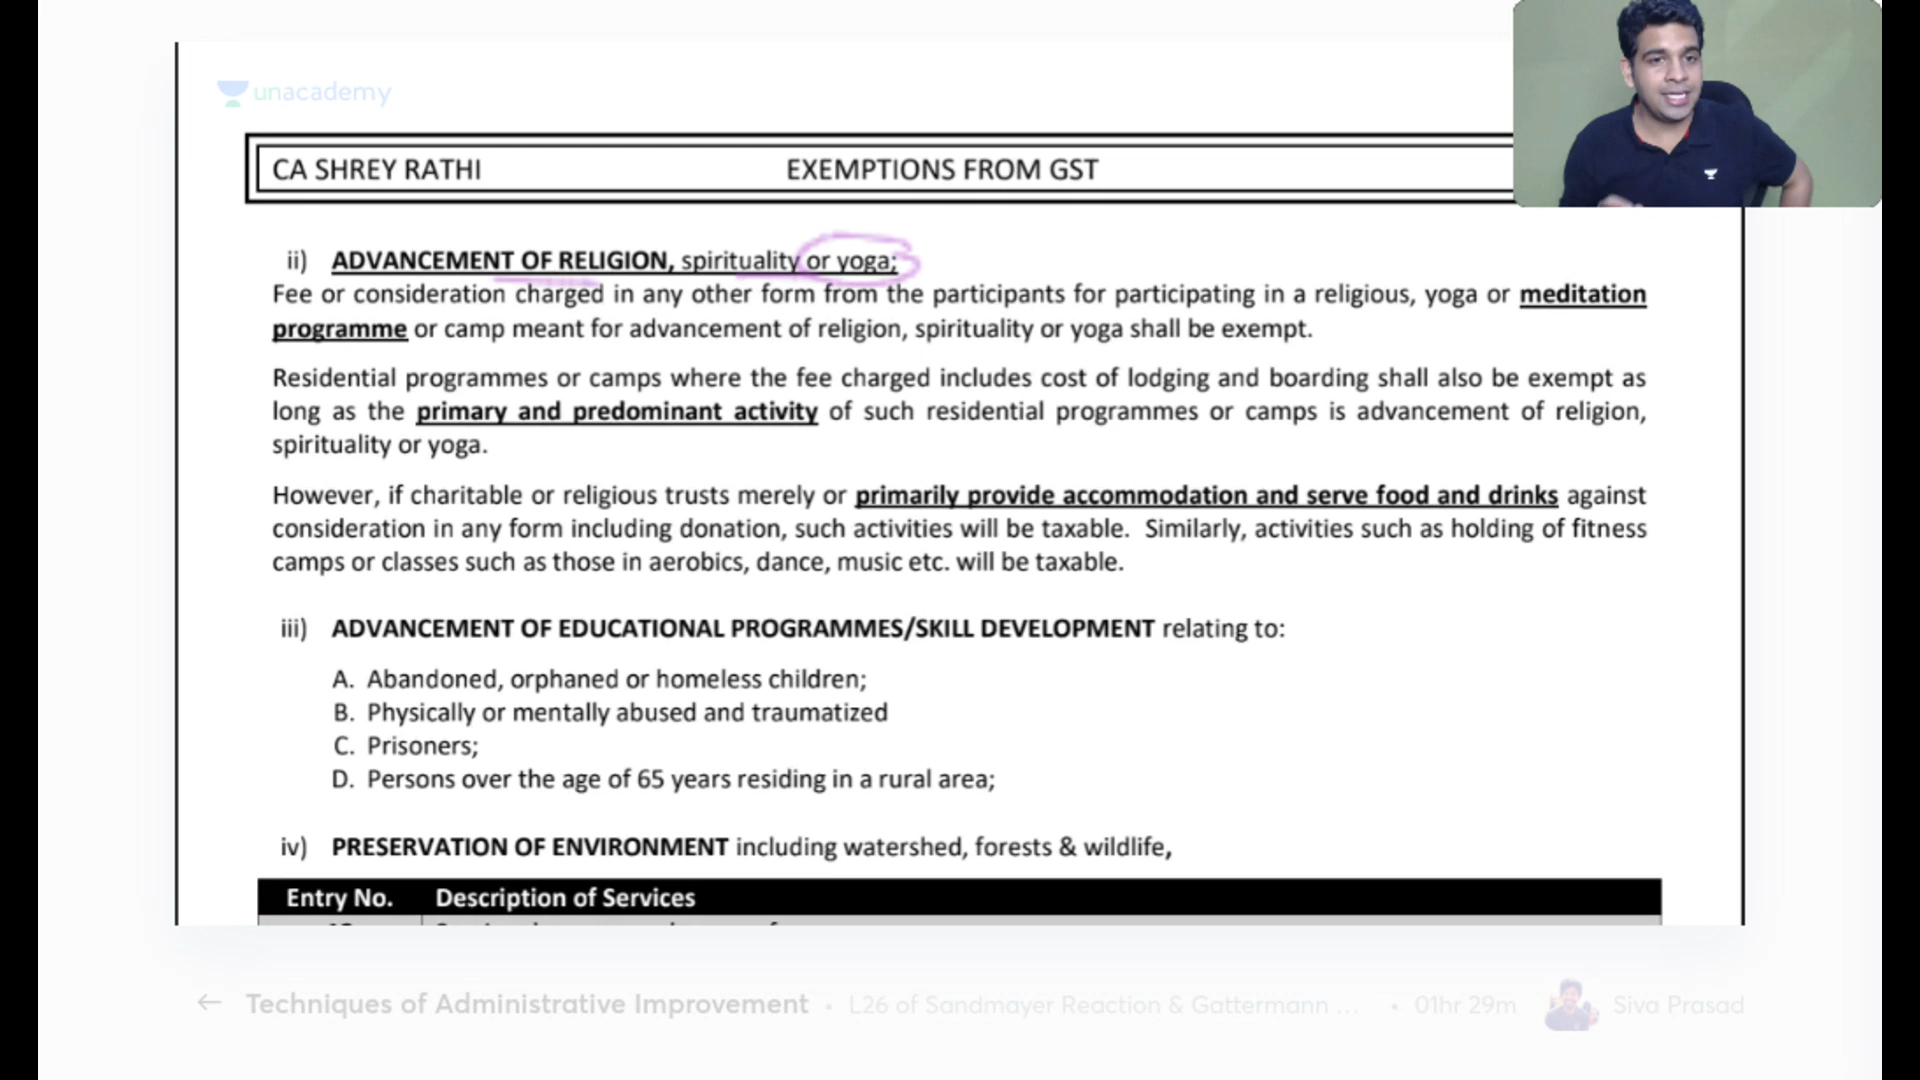 unacademy
CA SHREY RATHI EXEMPTIONS FROM GST
ii) ADVANCEMENT OF RELIGION, spirituality or yoga;
Fee or consideration charged in any other form from the participants for participating in a religious, yoga or meditation
programme or camp meant for advancement of religion, spirituality or yoga shall be exempt.
Residential programmes or camps where the fee charged includes cost of lodging and boarding shall also be exempt as
long as the primary and predominant activity of such residential programmes or camps is advancement of religion,
spirituality or yoga.
However, if charitable or religious trusts merely or primarily provide accommodation and serve food and drinks against
consideration in any form including donation, such activities will be taxable. Similarly, activities such as holding of fitness
camps or classes such as those in aerobics, dance, music etc. will be taxable.
iii) ADVANCEMENT OF EDUCATIONAL PROGRAMMES/SKILL DEVELOPMENT relating to:
A. Abandoned, orphaned or homeless children;
B. Physically or mentally abused and traumatized
C. Prisoners;
D. Persons over the age of 65 years residing in a rural area;
iv) PRESERVATION OF ENVIRONMENT including watershed, forests & wildlife,
Entry No. Description of Services
← Techniques of Administrative Improvement • L26 of Sandmayer Reaction & Gattermann ... • 01hr 29m Siva Prasad